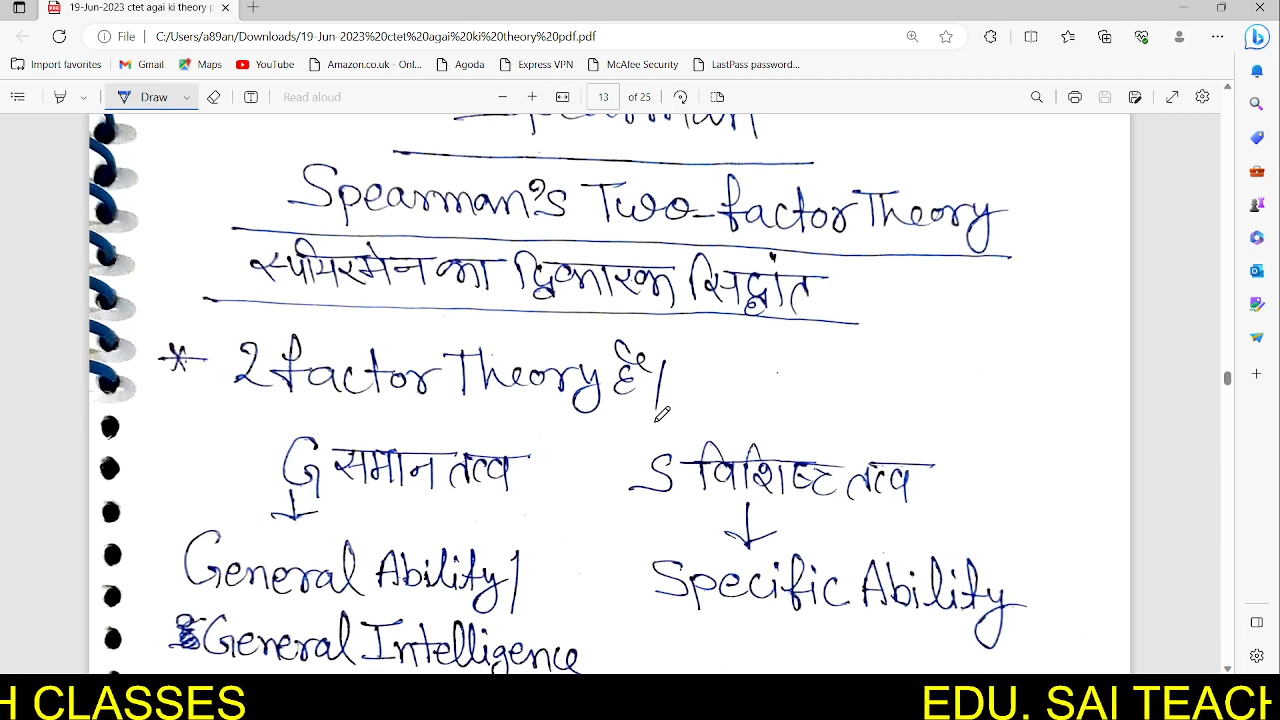 19-Jun-2023 ctet agai ki theory p
File C:/Users/a89an/Downloads/19-Jun-2023%20ctet%20agai%20ki%20theory%20pdf.pdf
Import favorites Gmail Maps YouTube Amazon.co.uk - Onl... Agoda Express VPN McAfee Security LastPass password...
Draw Read aloud 13 of 25
Spearman
Spearman's Two-factor Theory
स्पीयरमेन का द्विकारक सिद्धांत
* 2 factor Theory है।
G समान तत्व S विशिष्ट तत्व
General Ability/ Specific Ability
General Intelligence
H CLASSES EDU. SAI TEACH